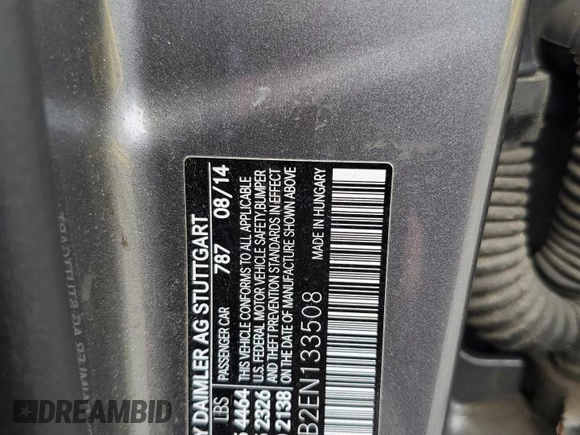 Y DAIMLER AG STUTTGART
LBS PASSENGER CAR 787 08/14
4464 THIS VEHICLE CONFORMS TO ALL APPLICABLE
2326 U.S. FEDERAL MOTOR VEHICLE SAFETY, BUMPER
AND THEFT PREVENTION STANDARDS IN EFFECT
2138 ON THE DATE OF MANUFACTURE SHOWN ABOVE
MADE IN HUNGARY
B2EN133508
DREAMBID